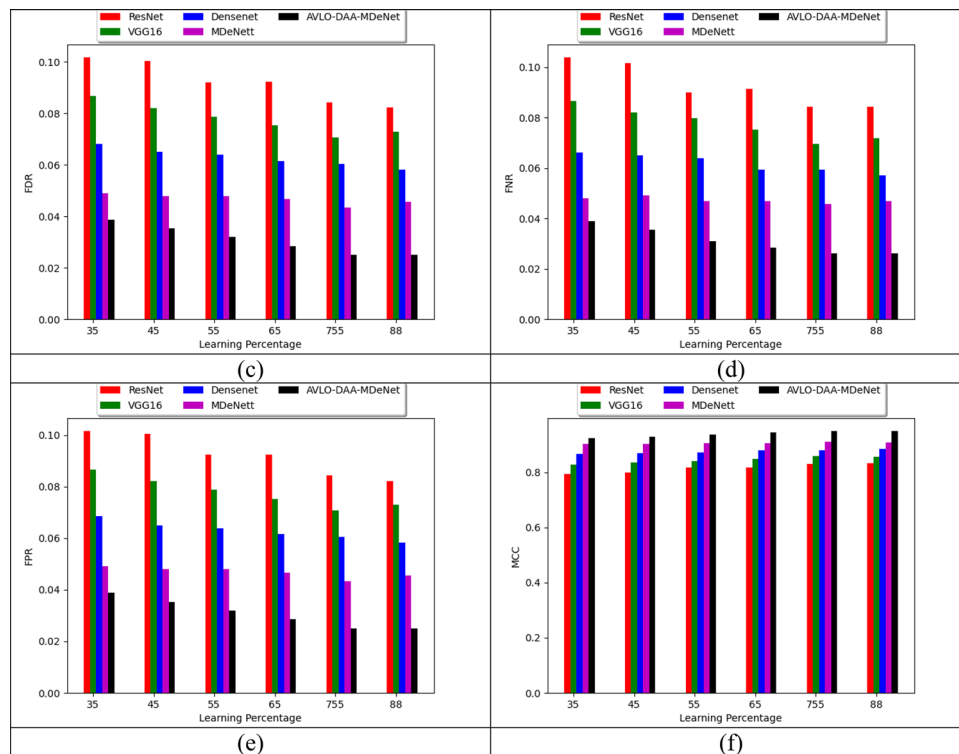 ResNet Densenet AVLO-DAA-MDeNet
VGG16 MDeNett
0.10
0.08
0.06
0.04
0.02
0.00
FDR
35 45 55 65 755 88
Learning Percentage
(c)
ResNet Densenet AVLO-DAA-MDeNet
VGG16 MDeNett
0.10
0.08
0.06
0.04
0.02
0.00
FNR
35 45 55 65 755 88
Learning Percentage
(d)
ResNet Densenet AVLO-DAA-MDeNet
VGG16 MDeNett
0.10
0.08
0.06
0.04
0.02
0.00
FPR
35 45 55 65 755 88
Learning Percentage
(e)
ResNet Densenet AVLO-DAA-MDeNet
VGG16 MDeNett
0.8
0.6
0.4
0.2
0.0
MCC
35 45 55 65 755 88
Learning Percentage
(f)